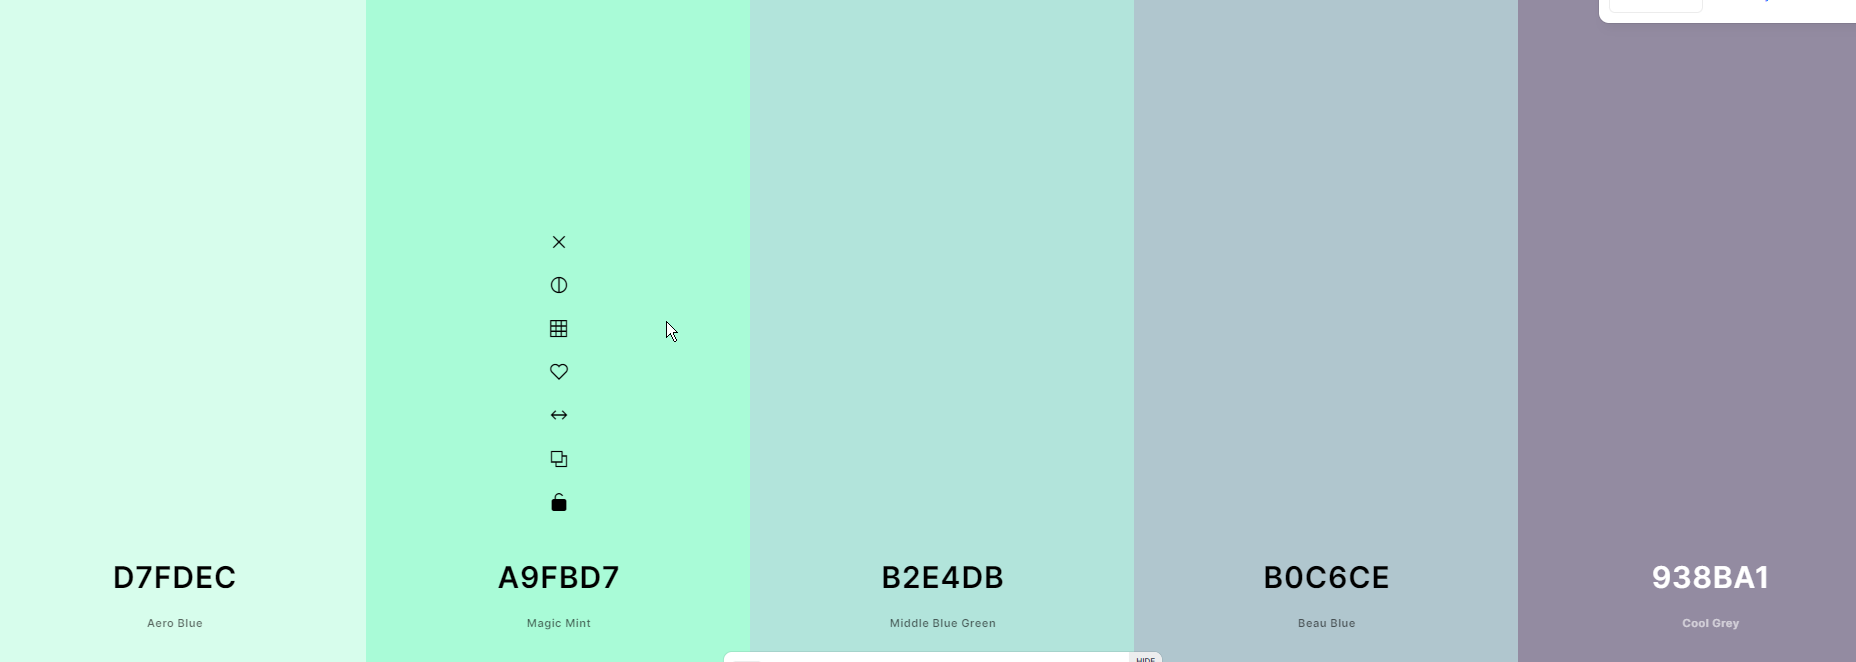 D7FDEC
Aero Blue
A9FBD7
Magic Mint
B2E4DB
Middle Blue Green
B0C6CE
Beau Blue
938BA1
Cool Grey
HIDE